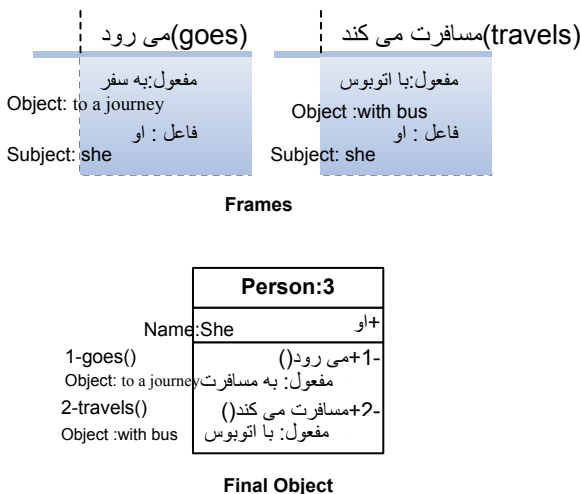 می رود(goes)
مفعول:به سفر
Object: to a journey
فاعل : او
Subject: she
مسافرت می کند(travels)
مفعول:با اتوبوس
Object :with bus
فاعل : او
Subject: she
Frames
Person:3
Name:She
+او
1-goes()
-1+می رود()
Object: to a journey
مفعول: به مسافرت
2-travels()
-2+مسافرت می کند()
Object :with bus
مفعول: با اتوبوس
Final Object